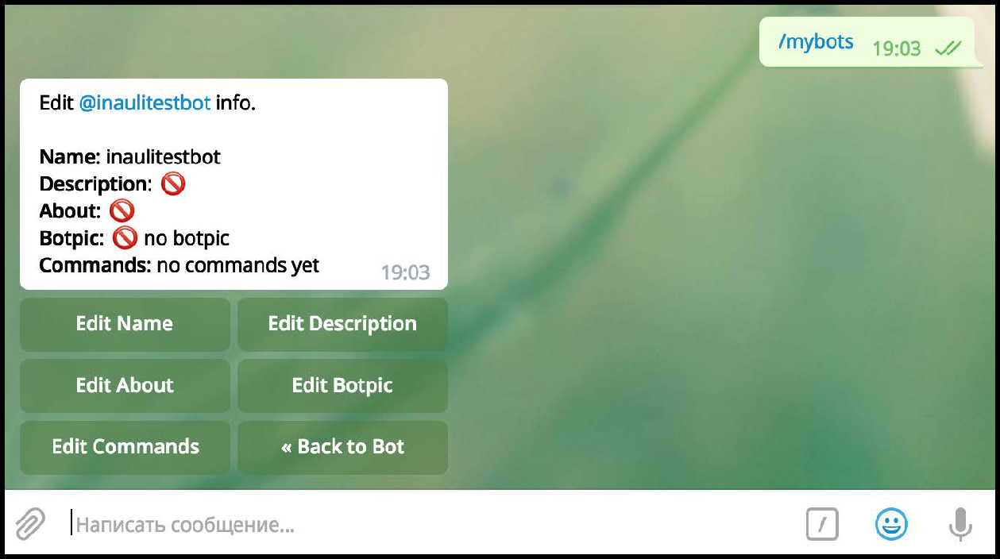 /mybots 19:03
Edit @inaulitestbot info.
Name: inaulitestbot
Description: 🚫
About: 🚫
Botpic: 🚫 no botpic
Commands: no commands yet
19:03
Edit Name
Edit Description
Edit About
Edit Botpic
Edit Commands
« Back to Bot
Написать сообщение...
/